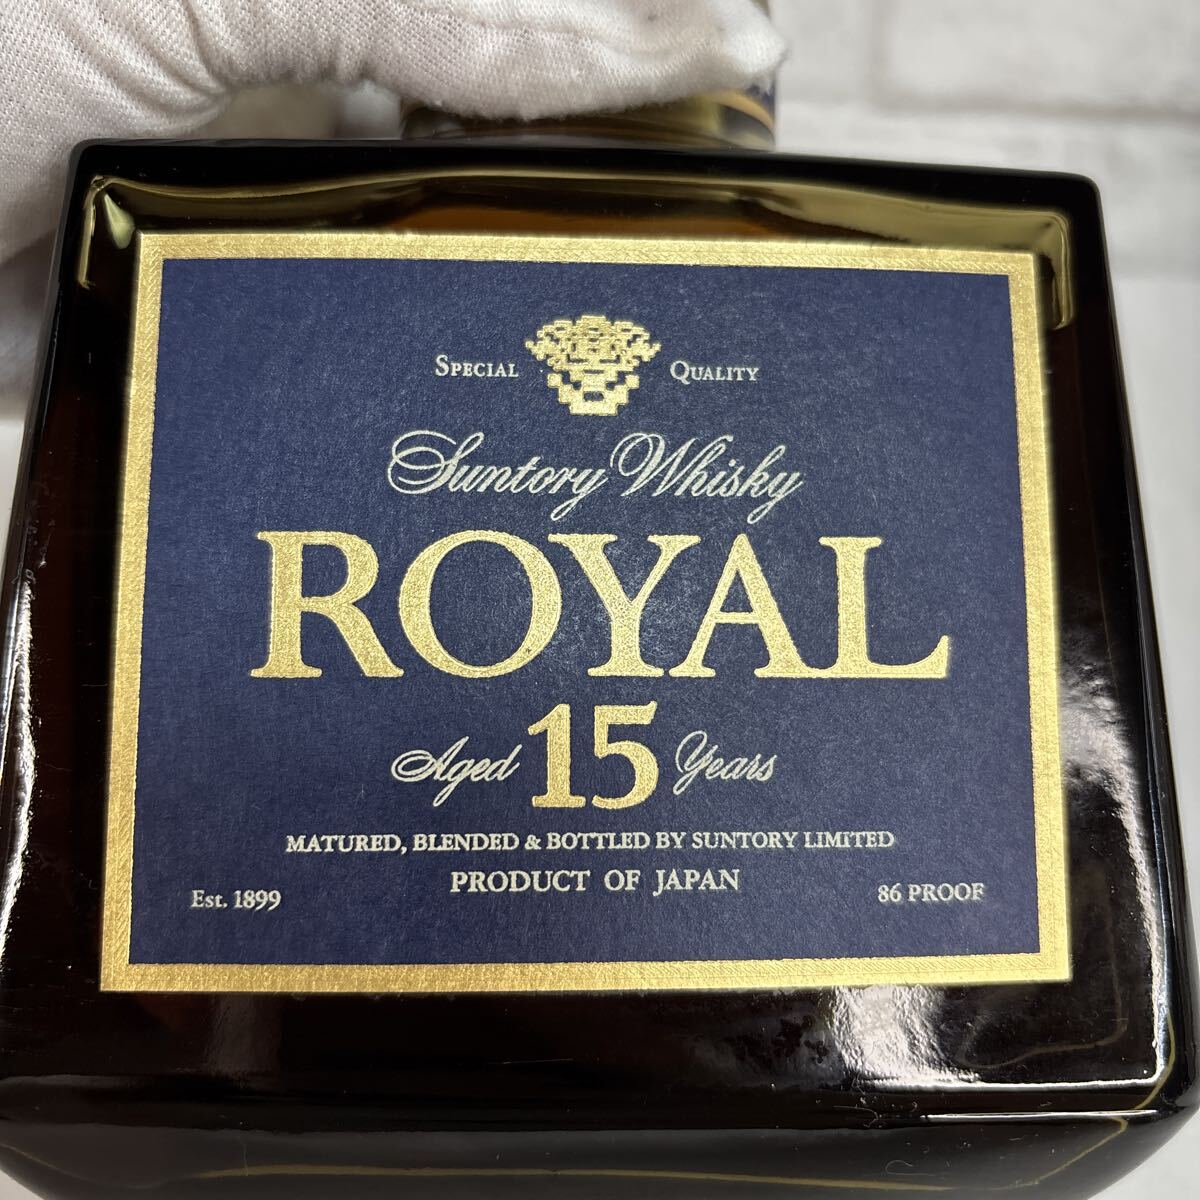 SPECIAL QUALITY
Suntory Whisky
ROYAL
Aged 15 Years
MATURED, BLENDED & BOTTLED BY SUNTORY LIMITED
PRODUCT OF JAPAN
Est. 1899 86 PROOF